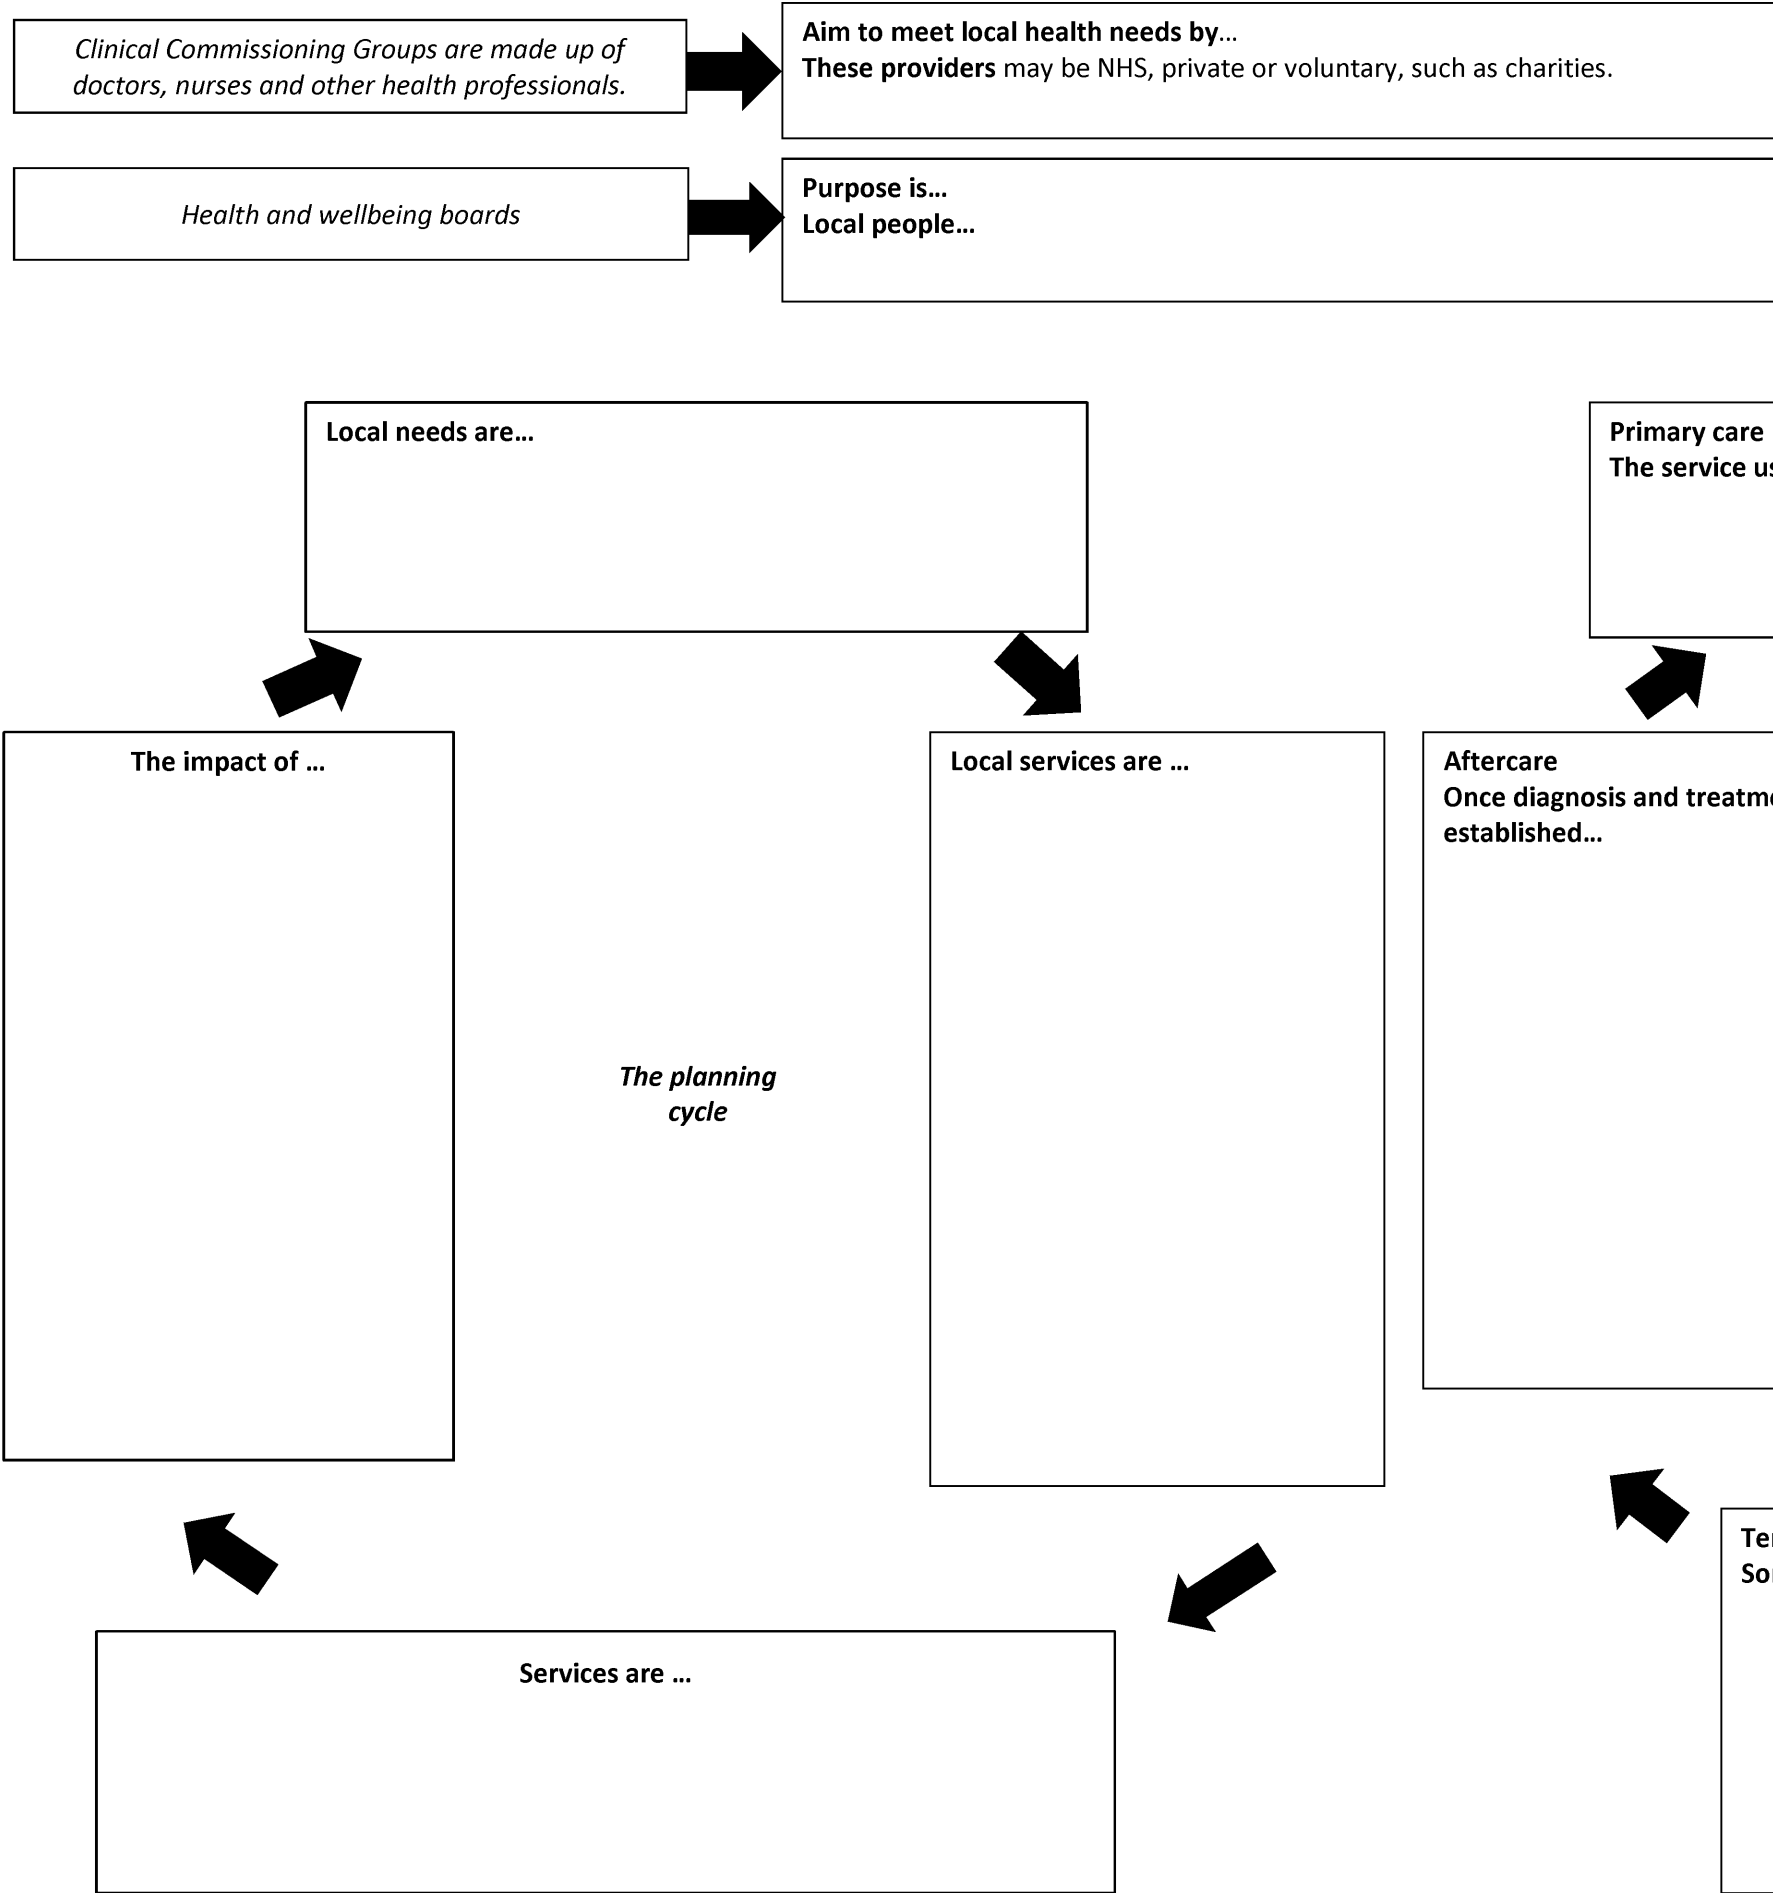 Clinical Commissioning Groups are made up of
doctors, nurses and other health professionals.
Aim to meet local health needs by…
These providers may be NHS, private or voluntary, such as charities.
Health and wellbeing boards
Purpose is…
Local people…
Local needs are…
Primary care
The service
The impact of …
Local services are …
Aftercare
Once diagnosis and
established…
The planning
cycle
Services are …